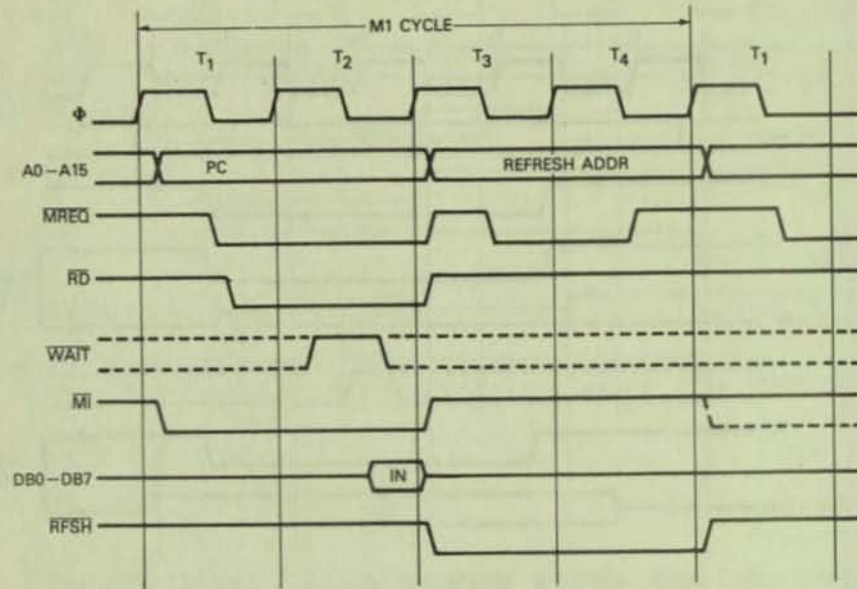 M1 CYCLE
T1 T2 T3 T4 T1
Φ
A0–A15 PC REFRESH ADDR
MREQ
RD
WAIT
MI
DB0–DB7 IN
RFSH